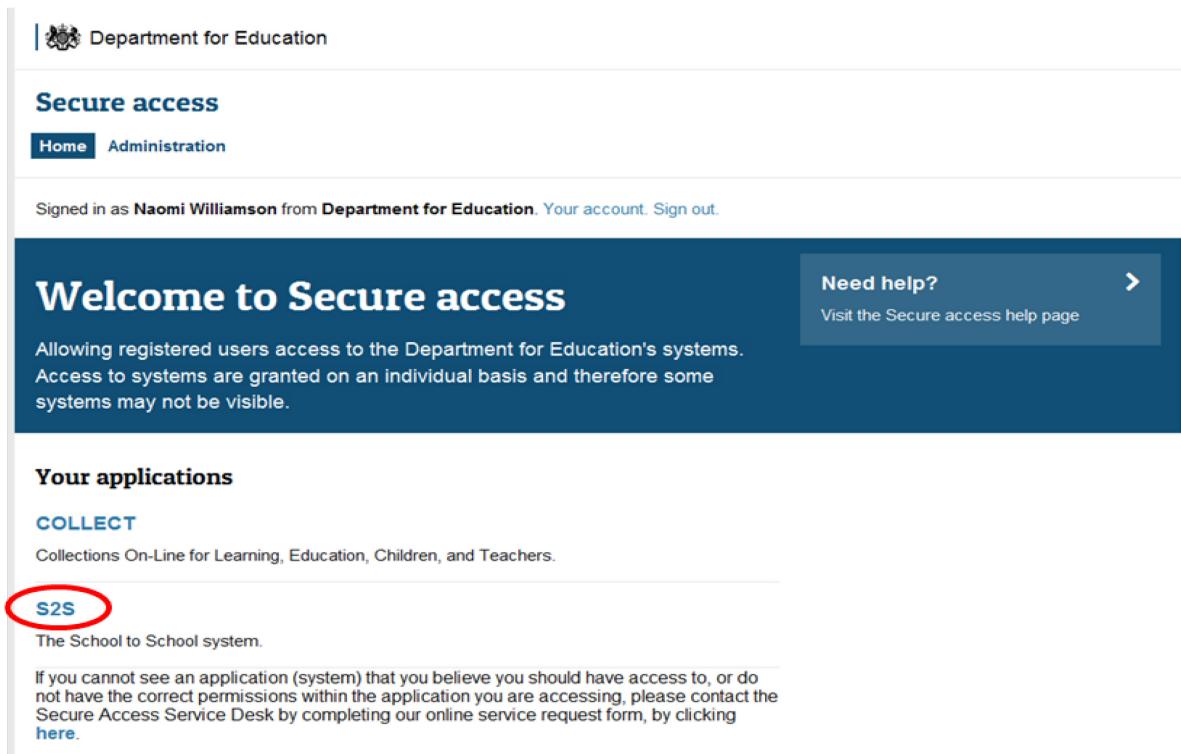 Department for Education
Secure access
Home Administration
Signed in as Naomi Williamson from Department for Education. Your account. Sign out.
Welcome to Secure access
Allowing registered users access to the Department for Education's systems.
Access to systems are granted on an individual basis and therefore some
systems may not be visible.
Need help?
Visit the Secure access help page
Your applications
COLLECT
Collections On-Line for Learning, Education, Children, and Teachers.
S2S
The School to School system.
If you cannot see an application (system) that you believe you should have access to, or do
not have the correct permissions within the application you are accessing, please contact the
Secure Access Service Desk by completing our online service request form, by clicking
here.